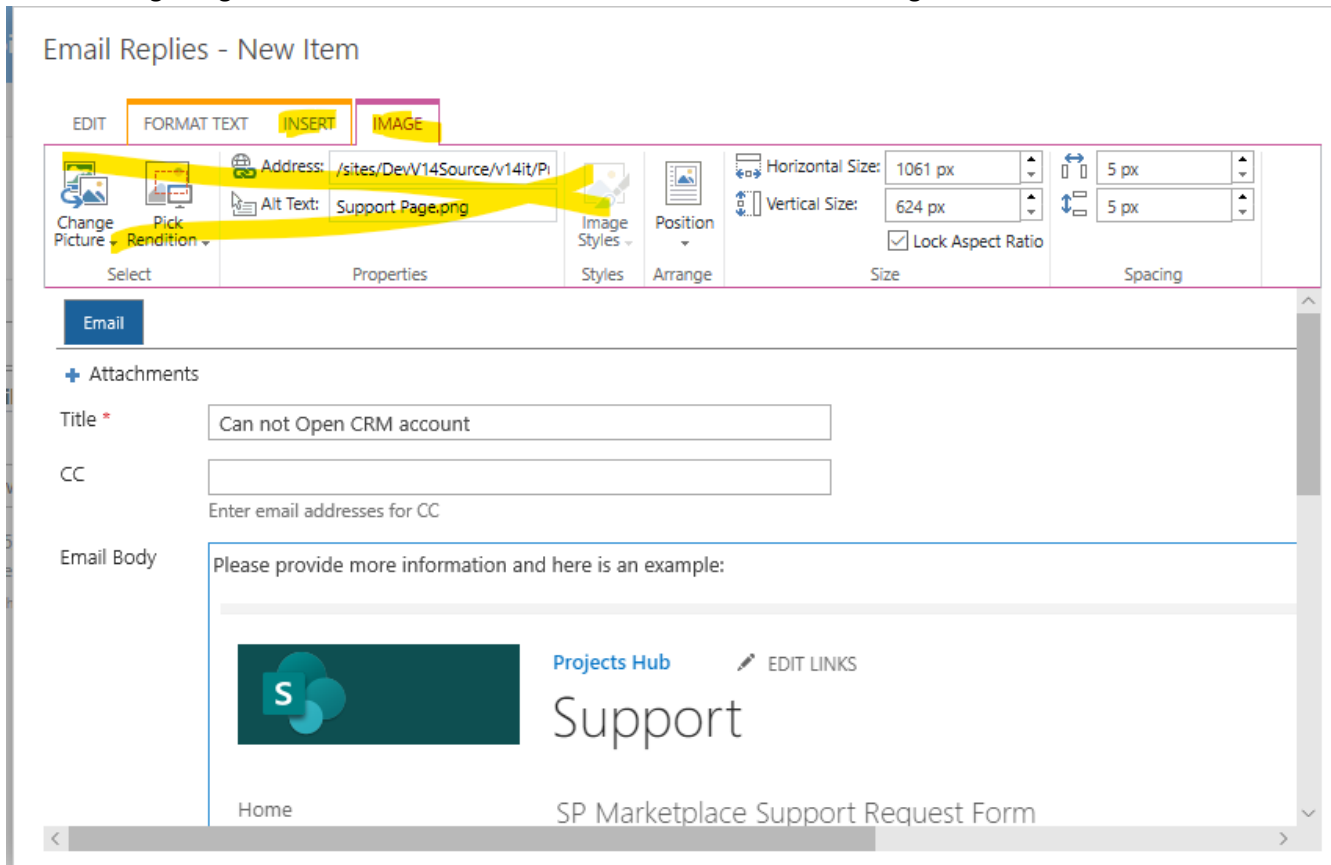 Email Replies - New Item
EDIT FORMAT TEXT INSERT IMAGE
Address: /sites/DevV14Source/v14it/P
Alt Text: Support Page.png
Change Picture
Pick Rendition
Image Styles
Position
Horizontal Size: 1061 px
Vertical Size: 624 px
Lock Aspect Ratio
5 px
5 px
Select Properties Styles Arrange Size Spacing
Email
Attachments
Title *
Can not Open CRM account
CC
Enter email addresses for CC
Email Body
Please provide more information and here is an example:
S
Projects Hub EDIT LINKS
Support
Home
SP Marketplace Support Request Form